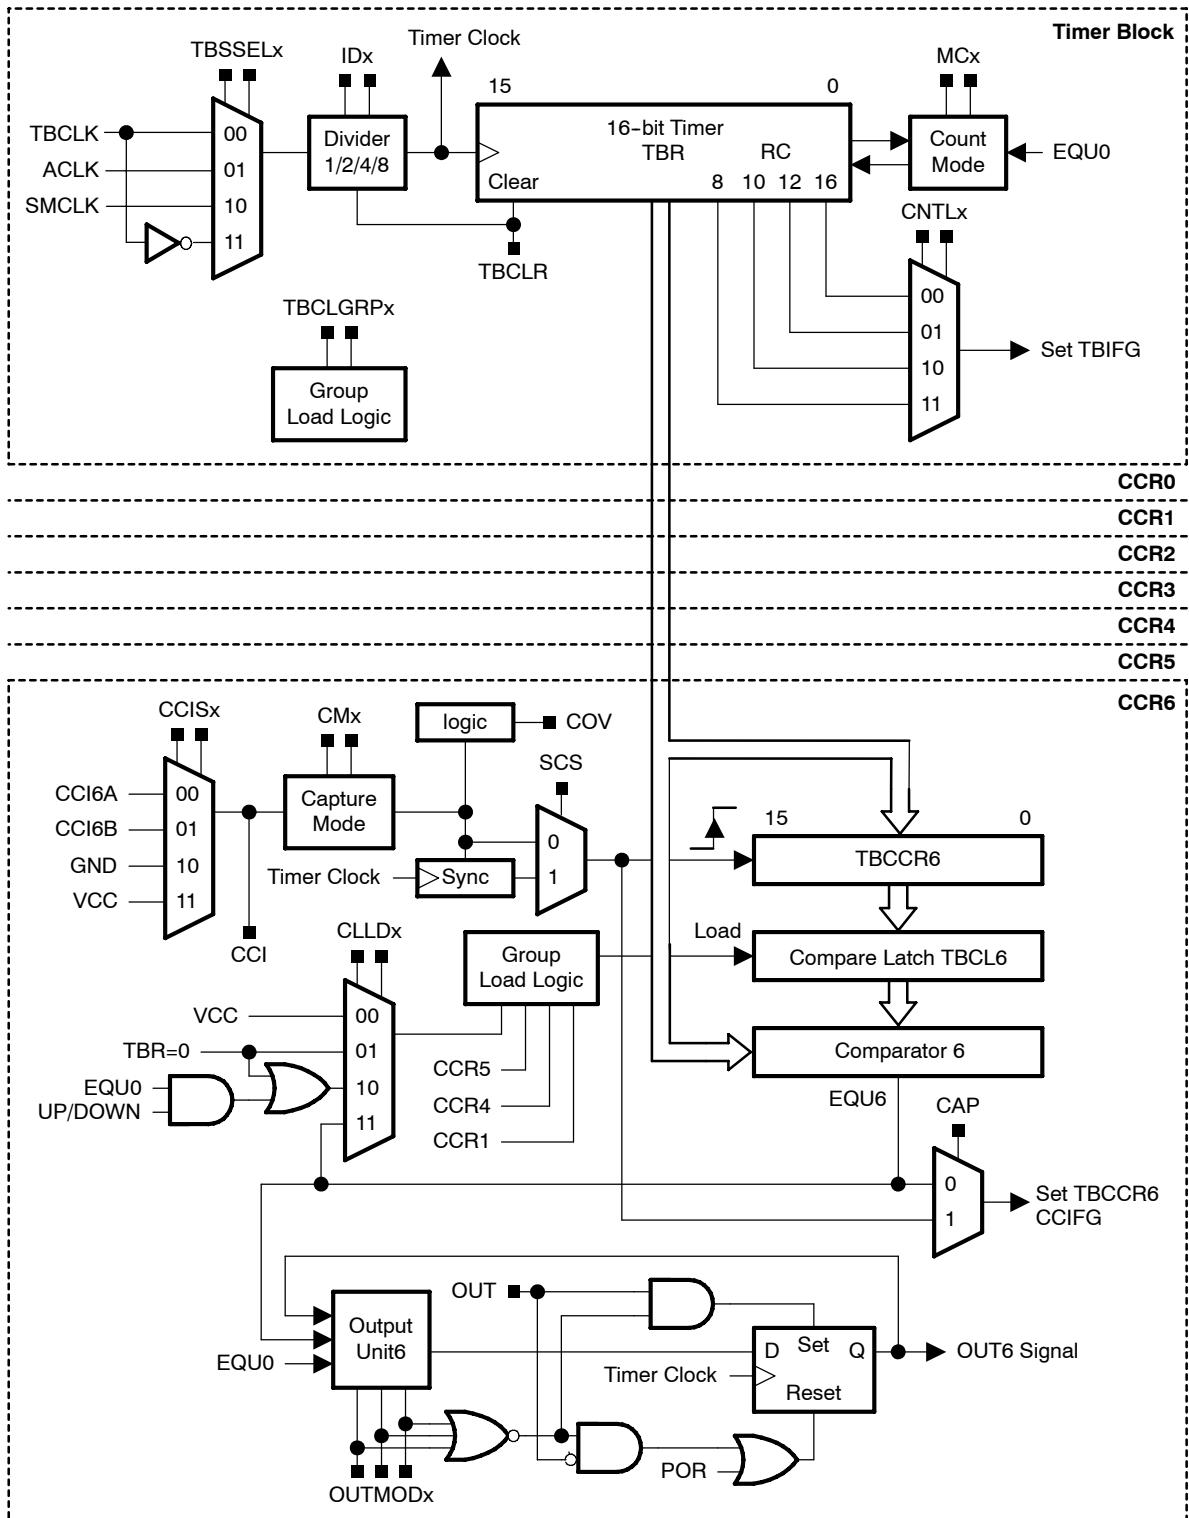 Timer Block
TBSSELx
IDx
Timer Clock
MCx
15
0
TBCLK
ACLK
SMCLK
00
01
10
11
Divider
1/2/4/8
16-bit Timer
TBR
RC
Clear
8
10
12
16
Count
Mode
EQU0
TBCLR
CNTLx
00
01
10
11
Set TBIFG
TBCLGRPx
Group
Load Logic
CCR0
CCR1
CCR2
CCR3
CCR4
CCR5
CCR6
CCISx
CMx
logic
COV
SCS
CCI6A
CCI6B
GND
VCC
00
01
10
11
Capture
Mode
Timer Clock
Sync
0
1
15
0
TBCCR6
CCI
CLLDx
Group
Load Logic
Load
Compare Latch TBCL6
VCC
TBR=0
EQU0
UP/DOWN
00
01
10
11
CCR5
CCR4
CCR1
Comparator 6
EQU6
CAP
0
1
Set TBCCR6
CCIFG
OUT
Output
Unit6
EQU0
D
Set
Q
Timer Clock
Reset
OUT6 Signal
POR
OUTMODx